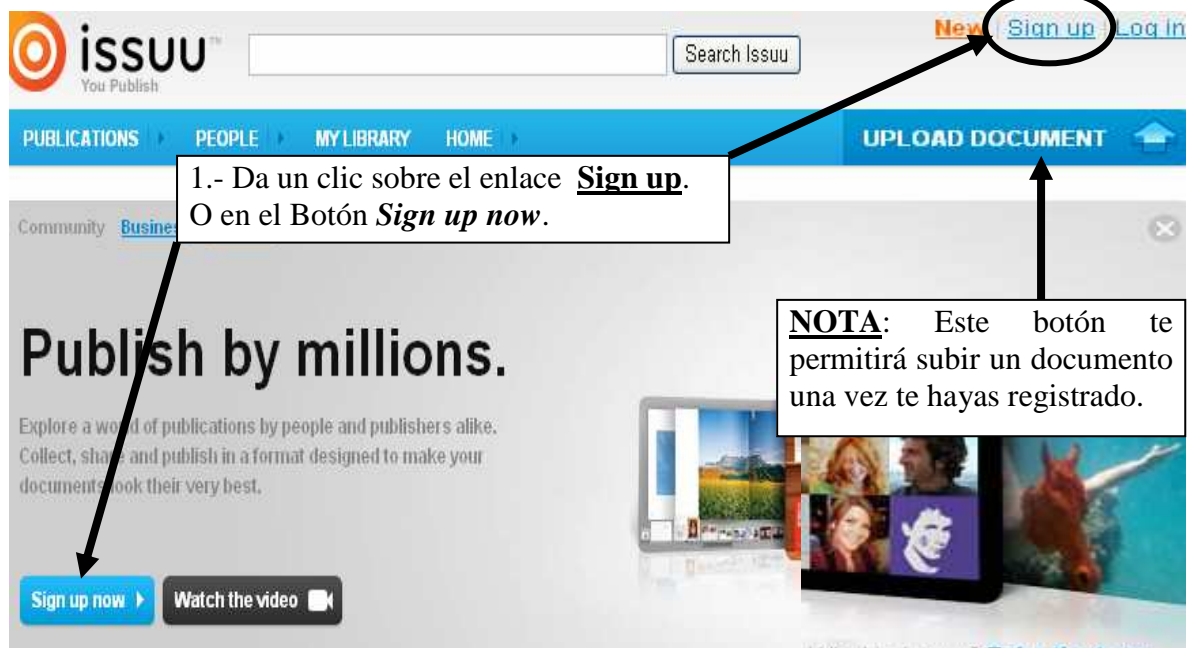 New | Sign up | Log in
issuu™
You Publish
Search Issuu
PUBLICATIONS PEOPLE MY LIBRARY HOME
UPLOAD DOCUMENT
1.- Da un clic sobre el enlace Sign up.
O en el Botón Sign up now.
Community Busines
NOTA: Este botón te
permitirá subir un documento
una vez te hayas registrado.
Publish by millions.
Explore a world of publications by people and publishers alike.
Collect, share and publish in a format designed to make your
documents look their very best.
Sign up now
Watch the video